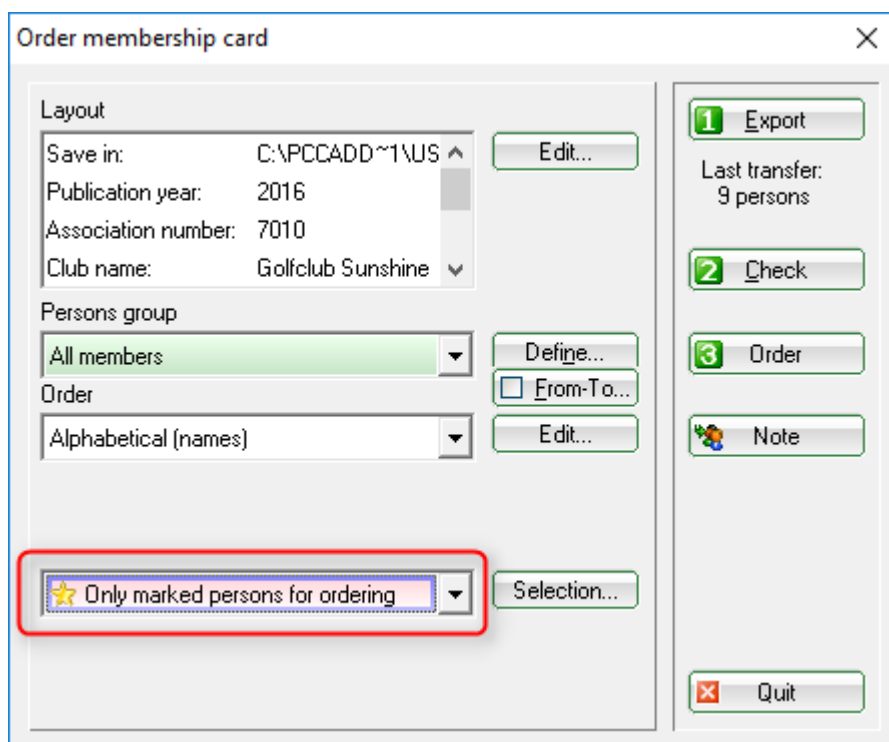 Order membership card
Layout
Save in: C:\PCCADD~1\US
Publication year: 2016
Association number: 7010
Club name: Golfclub Sunshine
Edit...
Persons group
All members
Define...
From-To...
Order
Alphabetical (names)
Edit...
Only marked persons for ordering
Selection...
1 Export
Last transfer:
9 persons
2 Check
3 Order
Note
Quit